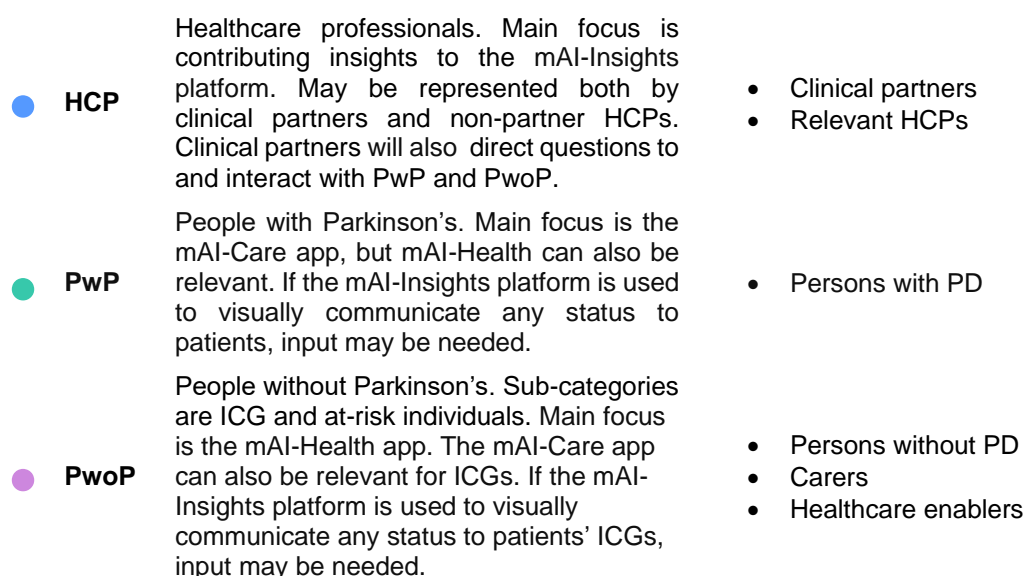 Healthcare professionals. Main focus is
contributing insights to the mAI-Insights
platform. May be represented both by
clinical partners and non-partner HCPs.
Clinical partners will also direct questions to
and interact with PwP and PwoP.
HCP
• Clinical partners
• Relevant HCPs
People with Parkinson's. Main focus is the
mAI-Care app, but mAI-Health can also be
relevant. If the mAI-Insights platform is used
to visually communicate any status to
patients, input may be needed.
PwP
• Persons with PD
People without Parkinson's. Sub-categories
are ICG and at-risk individuals. Main focus
is the mAI-Health app. The mAI-Care app
can also be relevant for ICGs. If the mAI-
Insights platform is used to visually
communicate any status to patients' ICGs,
input may be needed.
PwoP
• Persons without PD
• Carers
• Healthcare enablers